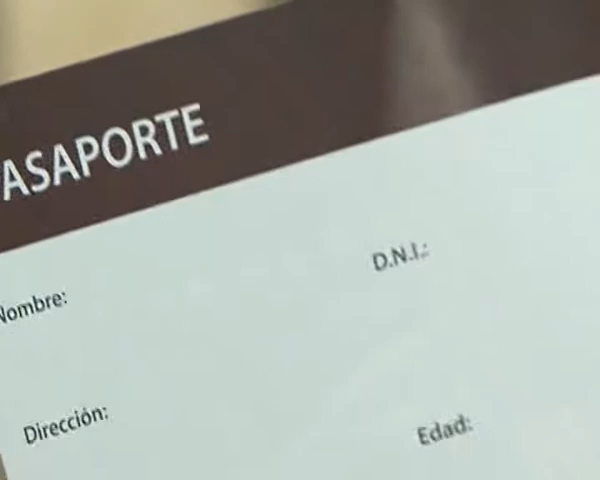 ASAPORTE
Nombre:
D.N.I.:
Dirección:
Edad: